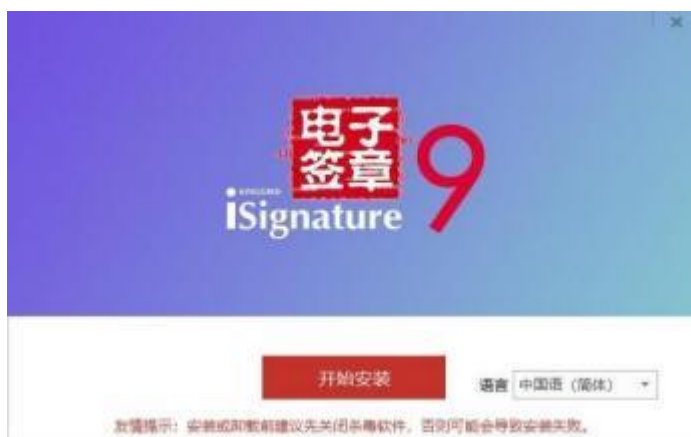 电子
签章
9
iSignature
开始安装
语言 中国语（简体）
友情提示：安装或卸载前建议先关闭杀毒软件，否则可能会导致安装失败。